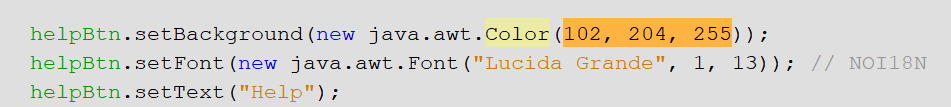 helpBtn.setBackground(new java.awt.Color(102, 204, 255));
helpBtn.setFont(new java.awt.Font("Lucida Grande", 1, 13)); // NOI18N
helpBtn.setText("Help");